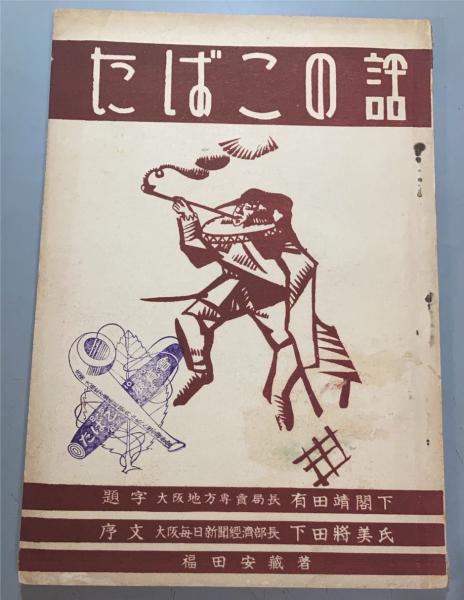 たばこの話
たば
題字 大阪地方專賣局長 有田靖閣下
序文 大阪毎日新聞經濟部長 下田將美氏
福田安藏著